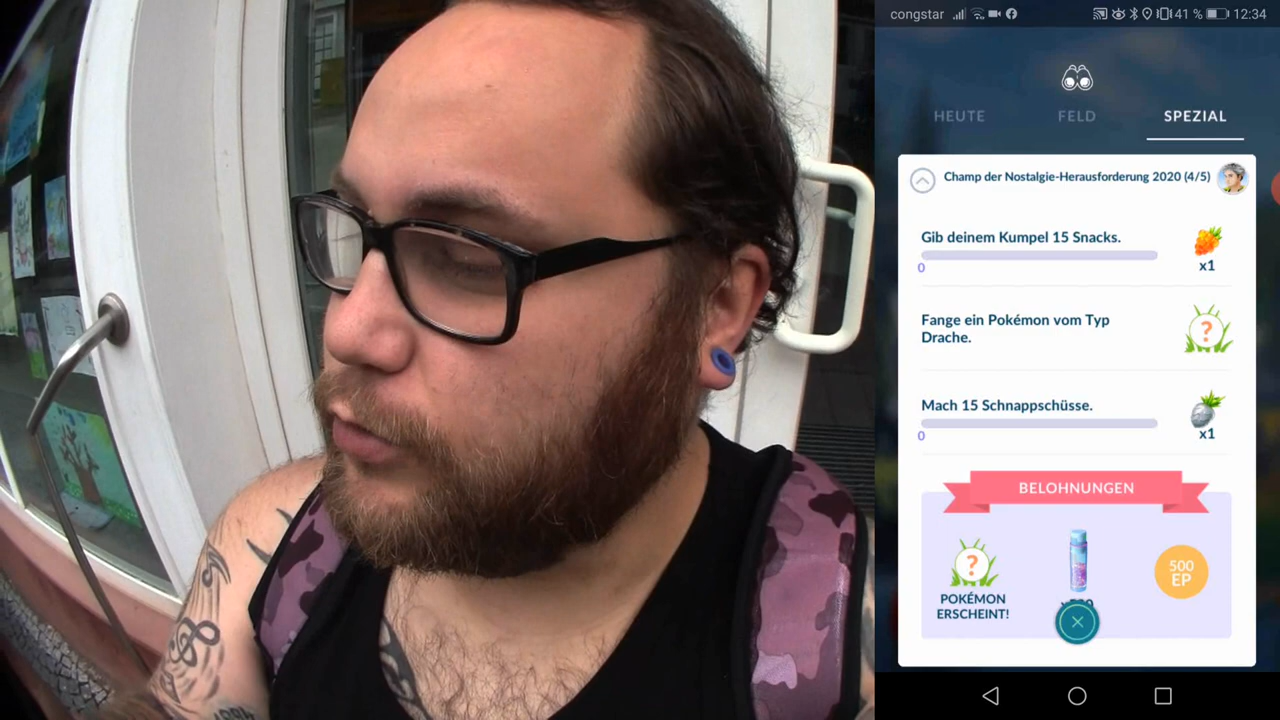 congstar 41 % 12:34
HEUTE FELD SPEZIAL
Champ der Nostalgie-Herausforderung 2020 (4/5)
Gib deinem Kumpel 15 Snacks.
0
x1
Fange ein Pokémon vom Typ
Drache.
?
Mach 15 Schnappschüsse.
0
x1
BELOHNUNGEN
?
POKÉMON
ERSCHEINT!
500
EP